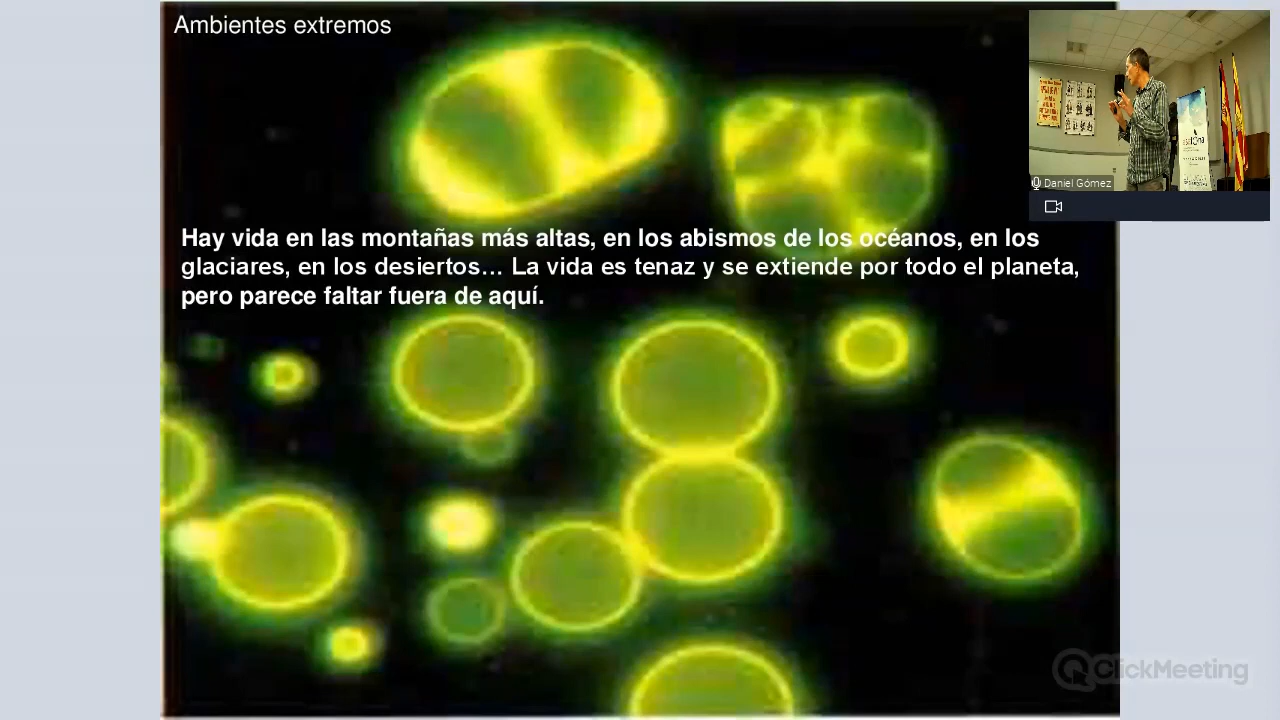 Ambientes extremos
Hay vida en las montañas más altas, en los abismos de los océanos, en los
glaciares, en los desiertos… La vida es tenaz y se extiende por todo el planeta,
pero parece faltar fuera de aquí.
Daniel Gómez
ClickMeeting